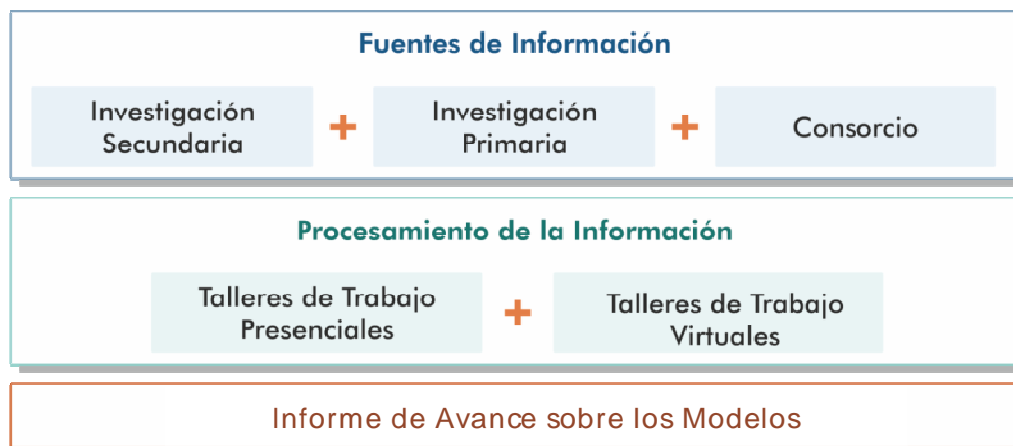 Fuentes de Información
Investigación
Secundaria
+
Investigación
Primaria
+
Consorcio
Procesamiento de la Información
Talleres de Trabajo
Presenciales
+
Talleres de Trabajo
Virtuales
Informe de Avance sobre los Modelos